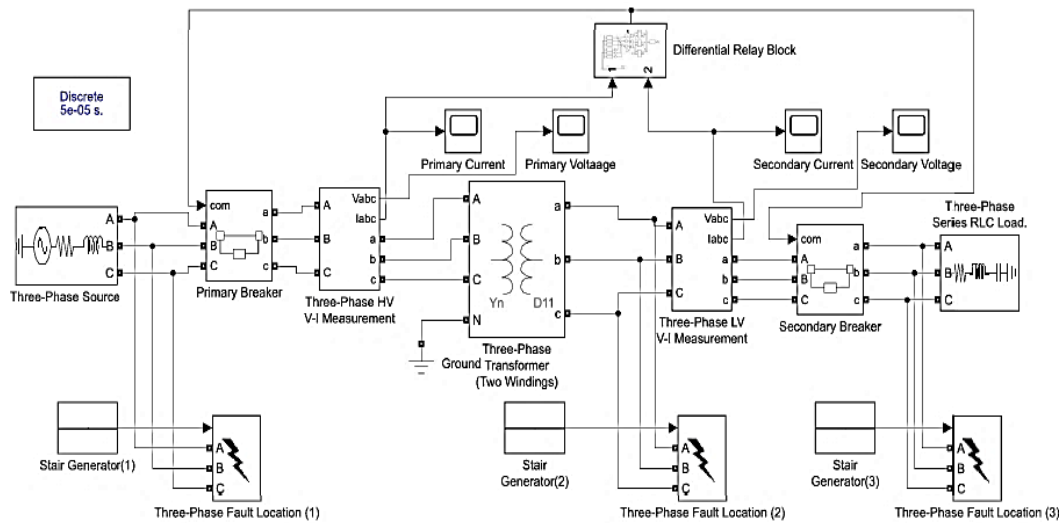 Differential Relay Block
1
2
Discrete
5e-05 s.
Primary Current
Primary Voltaage
Secondary Current
Secondary Voltage
Three-Phase
Series RLC Load.
A
B
C
Three-Phase Source
com
A
B
C
a
b
c
Primary Breaker
A
B
C
Vabc
Iabc
a
b
c
Three-Phase HV
V-I Measurement
A
B
C
N
a
b
c
Yn
D11
Ground
Three-Phase
Transformer
(Two Windings)
A
B
C
Vabc
Iabc
a
b
c
Three-Phase LV
V-I Measurement
com
A
B
C
a
b
c
Secondary Breaker
A
B
C
Stair Generator(1)
A
B
C
Three-Phase Fault Location (1)
Stair
Generator(2)
A
B
C
Three-Phase Fault Location (2)
Stair
Generator(3)
A
B
C
Three-Phase Fault Location (3)